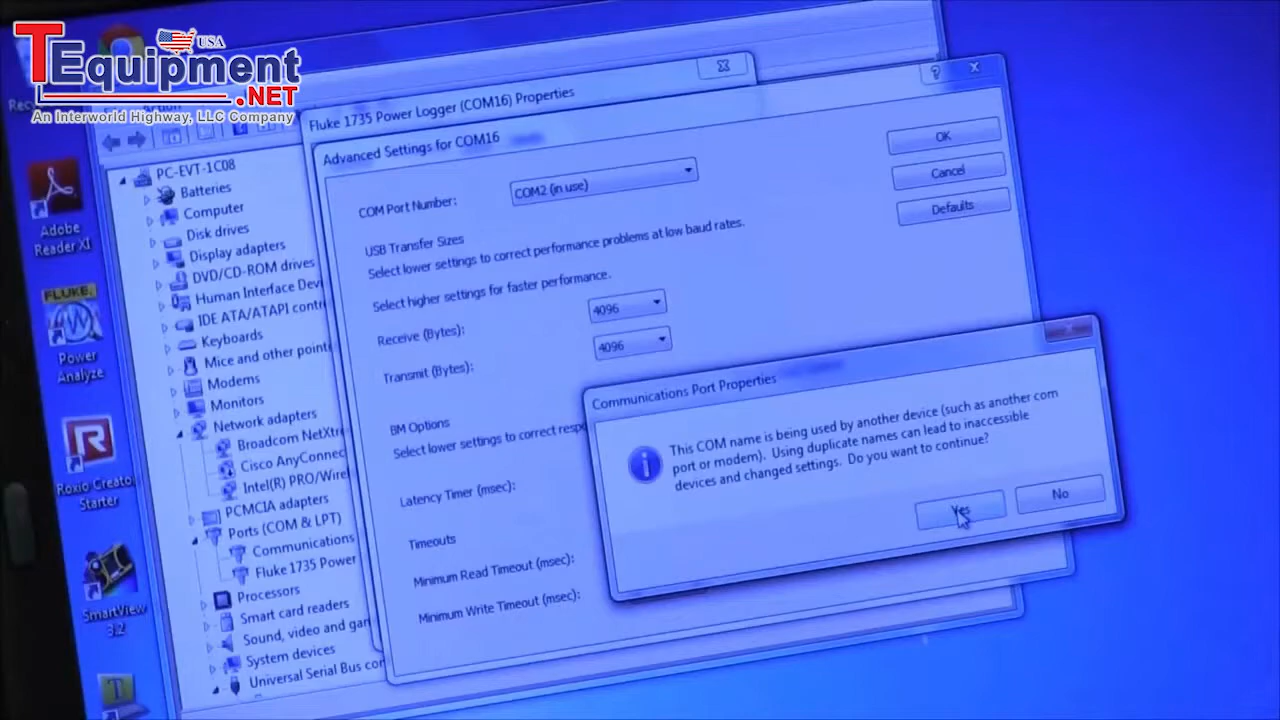 TEquipment
USA
.NET
An Interworld Highway, LLC Company
Adobe
Reader XI
FLUKE.
Power
Analyze
Roxio Creato
Starter
SmartView
3.2
PC-EVT-1C08
Batteries
Computer
Disk drives
Display adapters
DVD/CD-ROM drives
Human Interface Devi
IDE ATA/ATAPI contr
Keyboards
Mice and other point
Modems
Monitors
Network adapters
Broadcom NetXtre
Cisco AnyConnec
Intel(R) PRO/Wire
PCMCIA adapters
Ports (COM & LPT)
Communications
Fluke 1735 Power
Processors
Smart card readers
Sound, video and gan
System devices
Universal Serial Bus con
Fluke 1735 Power Logger (COM16) Properties
Advanced Settings for COM16
COM Port Number:
COM2 (in use)
OK
Cancel
Defaults
USB Transfer Sizes
Select lower settings to correct performance problems at low baud rates.
Select higher settings for faster performance.
Receive (Bytes):
4096
Transmit (Bytes):
4096
BM Options
Select lower settings to correct resp
Latency Timer (msec):
Timeouts
Minimum Read Timeout (msec):
Minimum Write Timeout (msec):
Communications Port Properties
This COM name is being used by another device (such as another com
port or modem). Using duplicate names can lead to inaccessible
devices and changed settings. Do you want to continue?
Yes
No